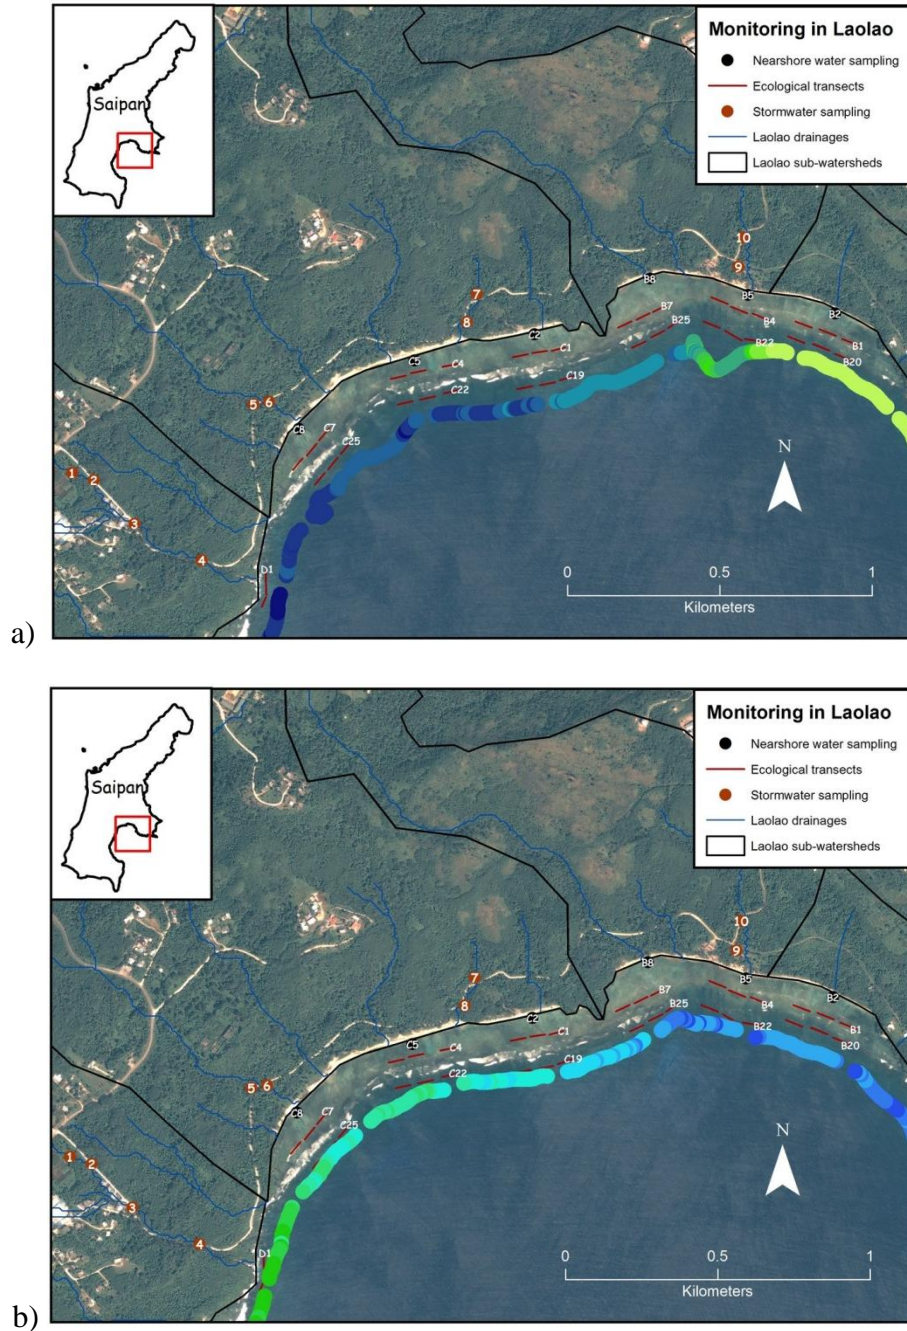 Saipan
Monitoring in Laolao
Nearshore water sampling
Ecological transects
Stormwater sampling
Laolao drainages
Laolao sub-watersheds
10
9
B8
B5
B2
7
8
B7
B25
B4
B22
B1
B20
C2
C1
C5
C4
C19
C22
5 6
C8
C7
C25
1
2
3
4
D1
N
0 0.5 1
Kilometers
a)
Saipan
Monitoring in Laolao
Nearshore water sampling
Ecological transects
Stormwater sampling
Laolao drainages
Laolao sub-watersheds
10
9
B8
B5
B2
7
8
B7
B25
B4
B22
B1
B20
C2
C1
C5
C4
C19
C22
5 6
C8
C7
C25
1
2
3
4
D1
N
0 0.5 1
Kilometers
b)